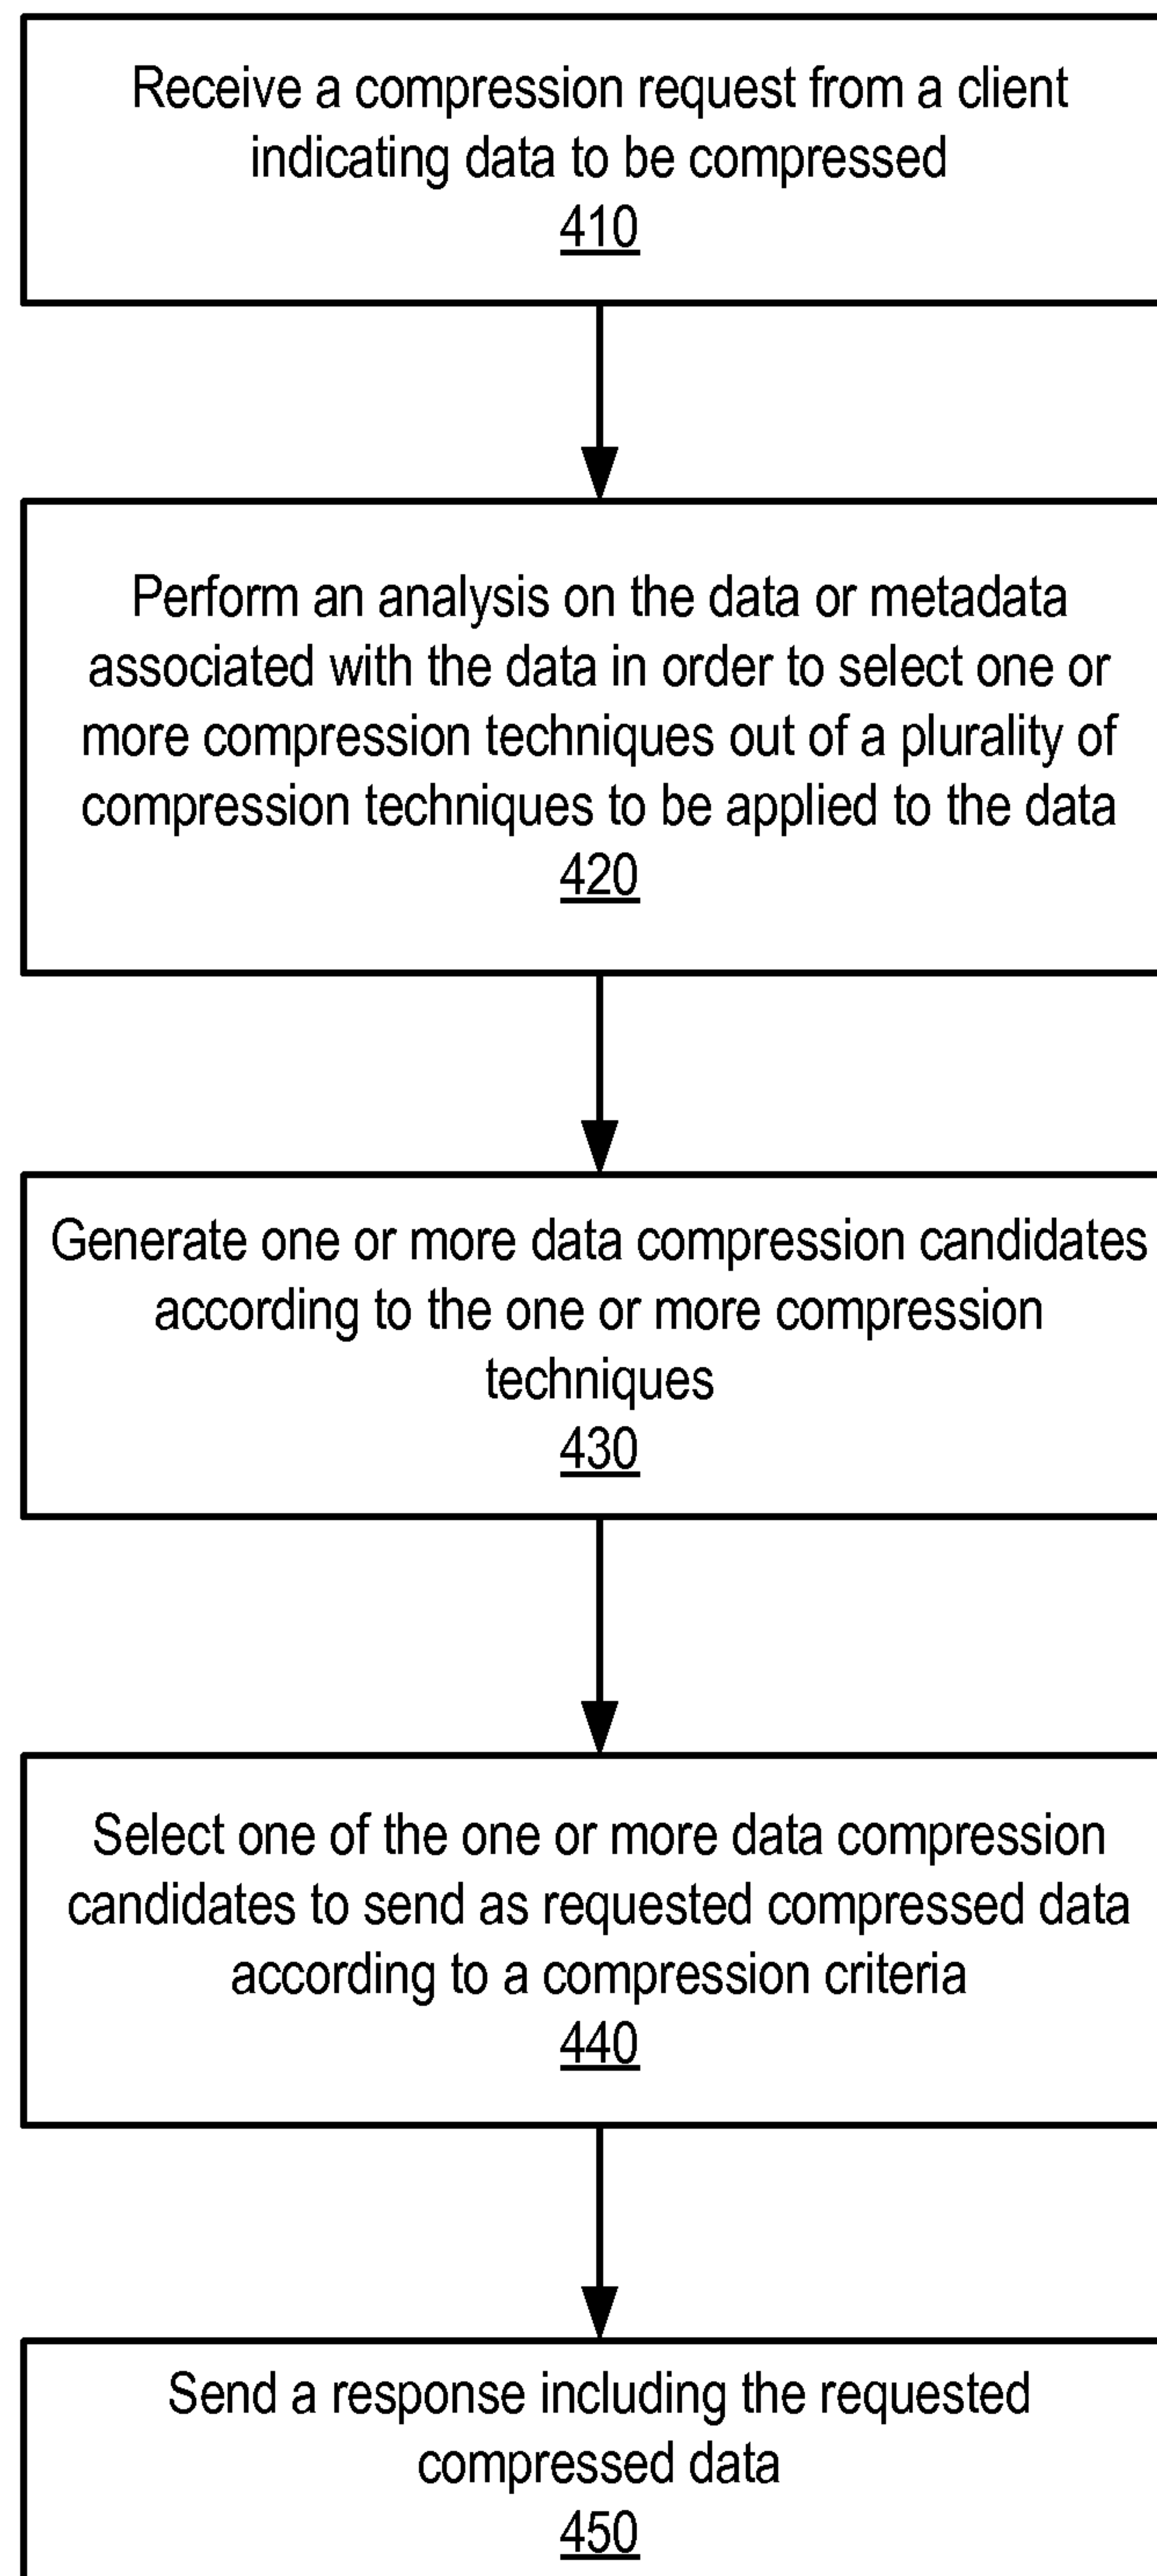 Receive a compression request from a client
indicating data to be compressed
410
Perform an analysis on the data or metadata
associated with the data in order to select one or
more compression techniques out of a plurality of
compression techniques to be applied to the data
420
Generate one or more data compression candidates
according to the one or more compression
techniques
430
Select one of the one or more data compression
candidates to send as requested compressed data
according to a compression criteria
440
Send a response including the requested
compressed data
450